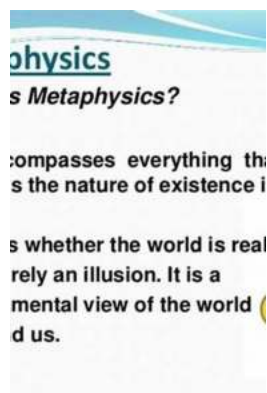 physics
s Metaphysics?
compasses everything tha
s the nature of existence i
s whether the world is real
rely an illusion. It is a
mental view of the world
d us.